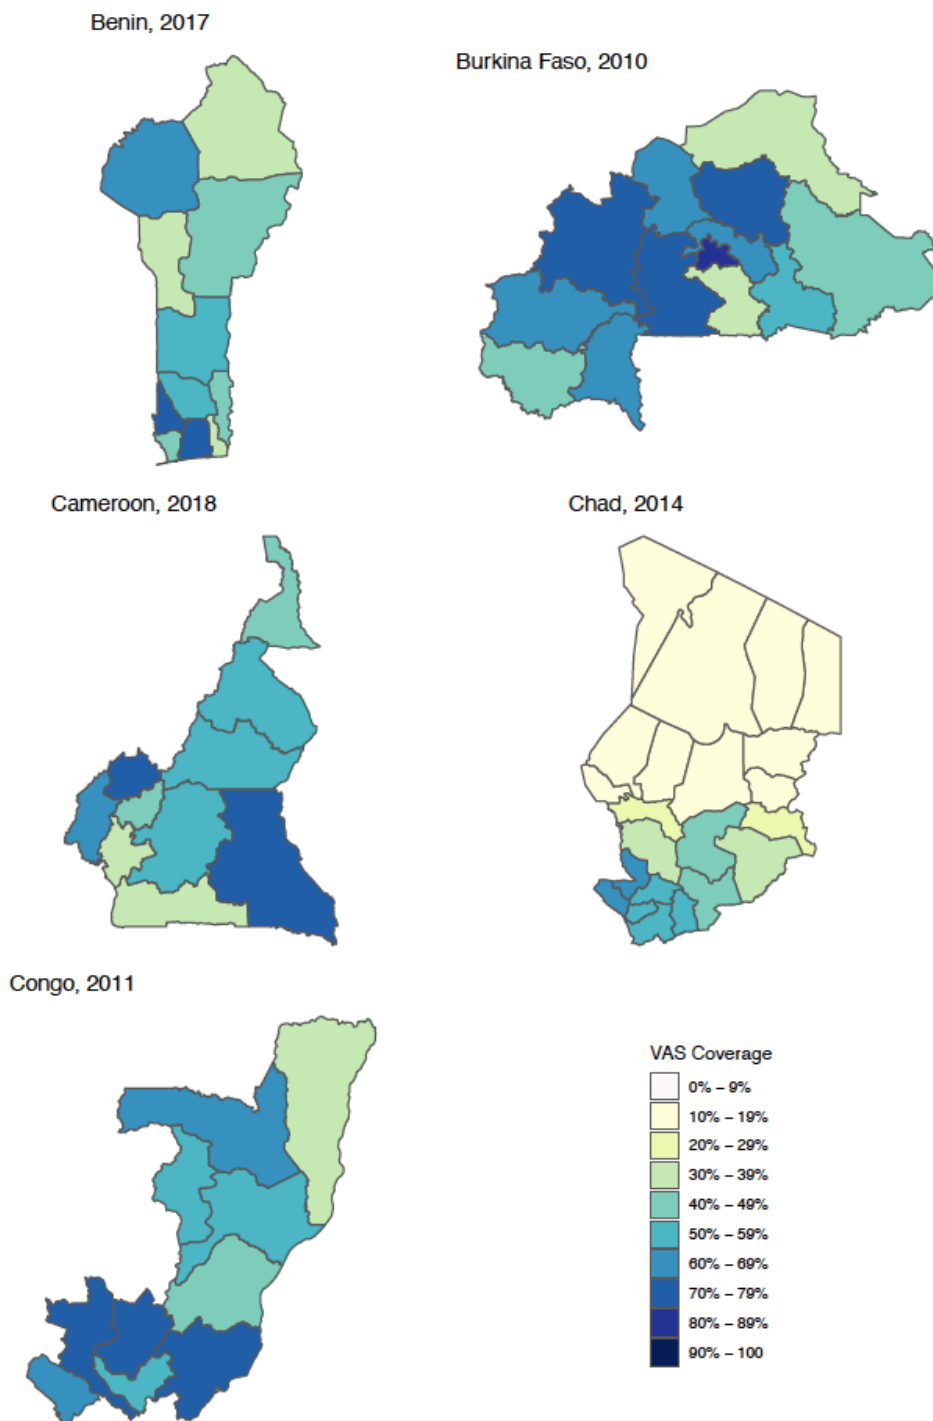 Benin, 2017
Burkina Faso, 2010
Cameroon, 2018
Chad, 2014
Congo, 2011
VAS Coverage
0% – 9%
10% – 19%
20% – 29%
30% – 39%
40% – 49%
50% – 59%
60% – 69%
70% – 79%
80% – 89%
90% – 100